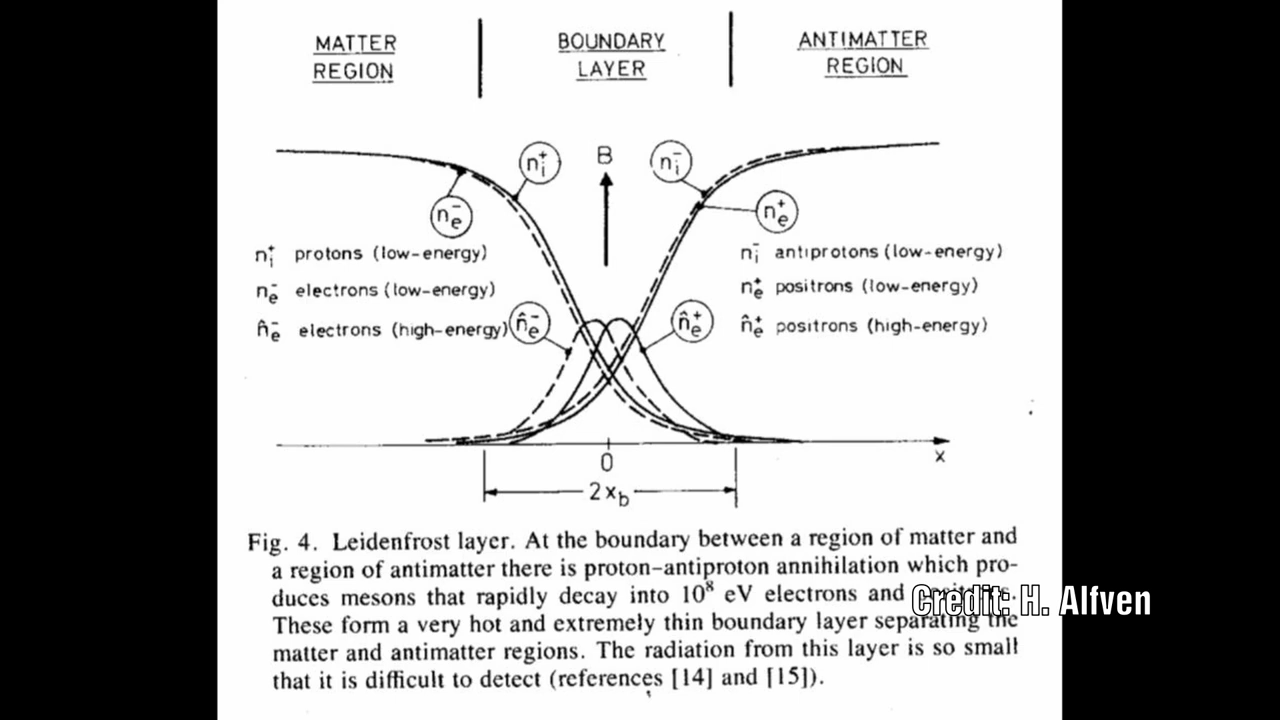 MATTER REGION
BOUNDARY LAYER
ANTIMATTER REGION
n_i^+
B
n_i^-
n_e^-
n_e^+
n_i^+ protons (low-energy)
n_e^- electrons (low-energy)
n̂_e^- electrons (high-energy)
n_i^- antiprotons (low-energy)
n_e^+ positrons (low-energy)
n̂_e^+ positrons (high-energy)
n̂_e^-
n̂_e^+
0
x
2x_b
Fig. 4. Leidenfrost layer. At the boundary between a region of matter and
a region of antimatter there is proton–antiproton annihilation which pro-
duces mesons that rapidly decay into 10⁸ eV electrons and
Credit: H. Alfven
These form a very hot and extremely thin boundary layer separating the
matter and antimatter regions. The radiation from this layer is so small
that it is difficult to detect (references [14] and [15]).